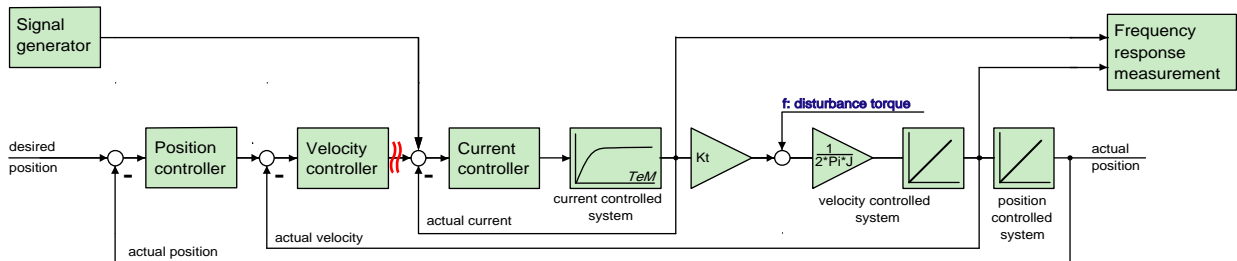 Signal
generator
Frequency
response
measurement
f: disturbance torque
desired
position
Position
controller
Velocity
controller
Current
controller
TeM
Kt
1
2*Pi*J
actual
position
current controlled
system
velocity controlled
system
position
controlled
system
-
-
-
actual current
actual velocity
actual position